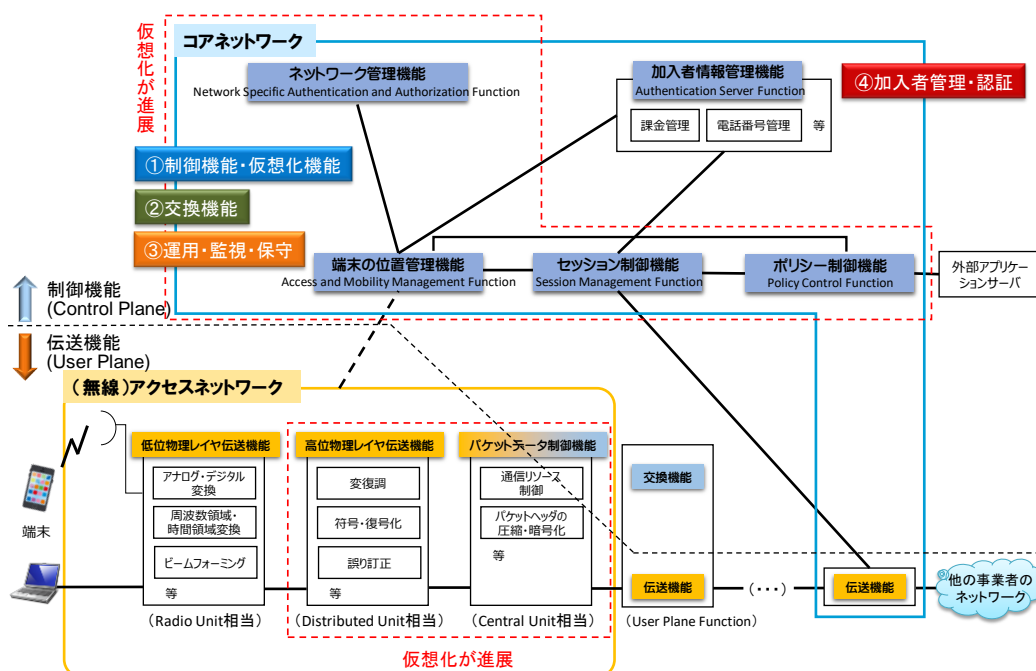 仮想化が進展
コアネットワーク
ネットワーク管理機能
Network Specific Authentication and Authorization Function
加入者情報管理機能
Authentication Server Function
課金管理
電話番号管理
等
④加入者管理・認証
①制御機能・仮想化機能
②交換機能
③運用・監視・保守
端末の位置管理機能
Access and Mobility Management Function
セッション制御機能
Session Management Function
ポリシー制御機能
Policy Control Function
外部アプリケー
ションサーバ
制御機能
(Control Plane)
伝送機能
(User Plane)
（無線）アクセスネットワーク
低位物理レイヤ伝送機能
アナログ・デジタル
変換
周波数領域・
時間領域変換
ビームフォーミング
等
（Radio Unit相当）
高位物理レイヤ伝送機能
変復調
符号・復号化
誤り訂正
等
（Distributed Unit相当）
パケットデータ制御機能
通信リソース
制御
パケットヘッダの
圧縮・暗号化
等
（Central Unit相当）
仮想化が進展
交換機能
伝送機能
（User Plane Function）
（･･･）
伝送機能
他の事業者の
ネットワーク
端末